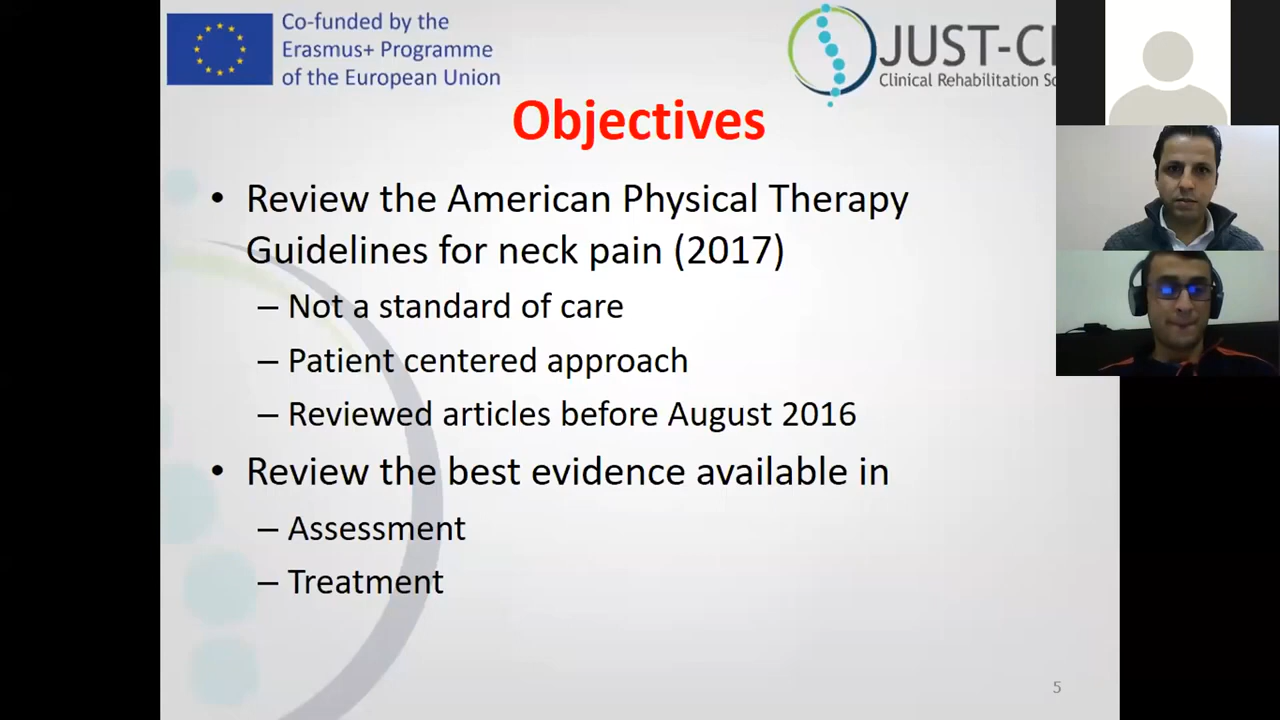 Co-funded by the
Erasmus+ Programme
of the European Union
JUST-C
Clinical Rehabilitation
Objectives
• Review the American Physical Therapy
Guidelines for neck pain (2017)
– Not a standard of care
– Patient centered approach
– Reviewed articles before August 2016
• Review the best evidence available in
– Assessment
– Treatment
5